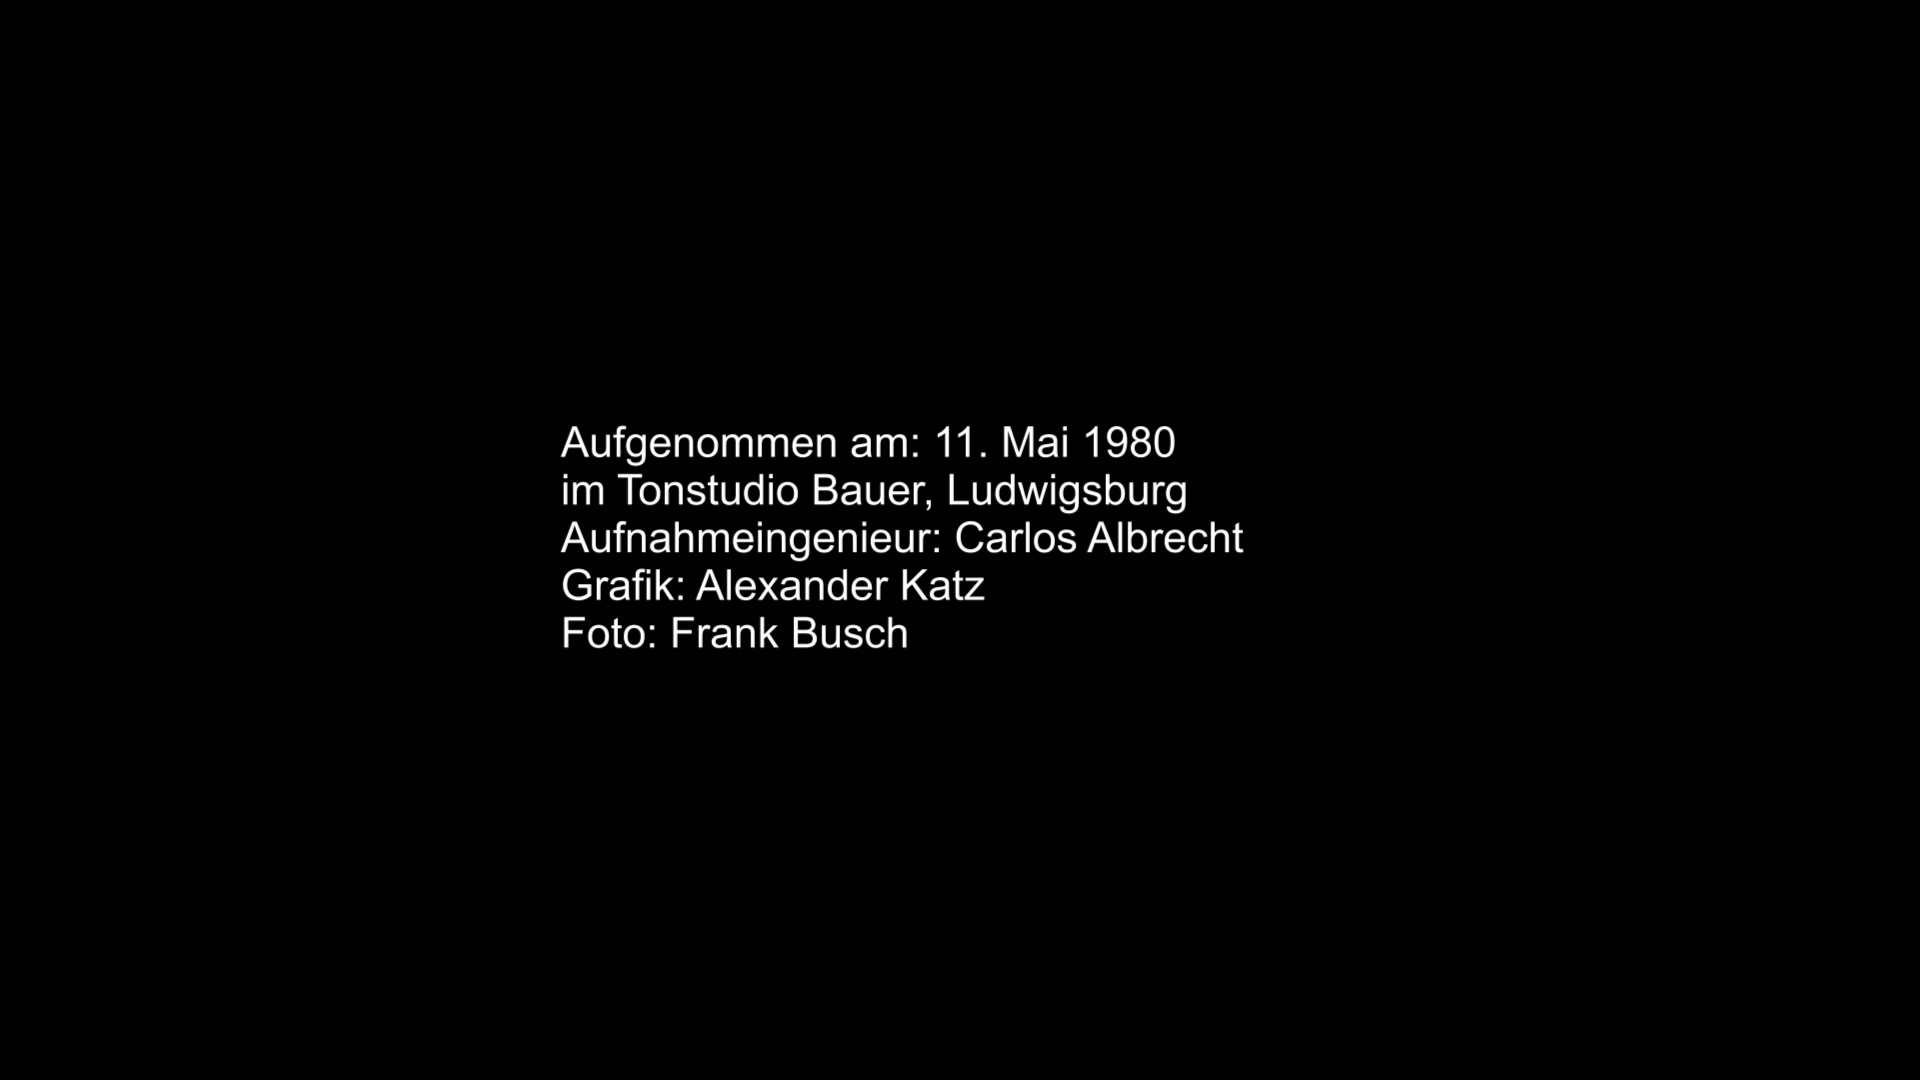 Aufgenommen am: 11. Mai 1980
im Tonstudio Bauer, Ludwigsburg
Aufnahmeingenieur: Carlos Albrecht
Grafik: Alexander Katz
Foto: Frank Busch